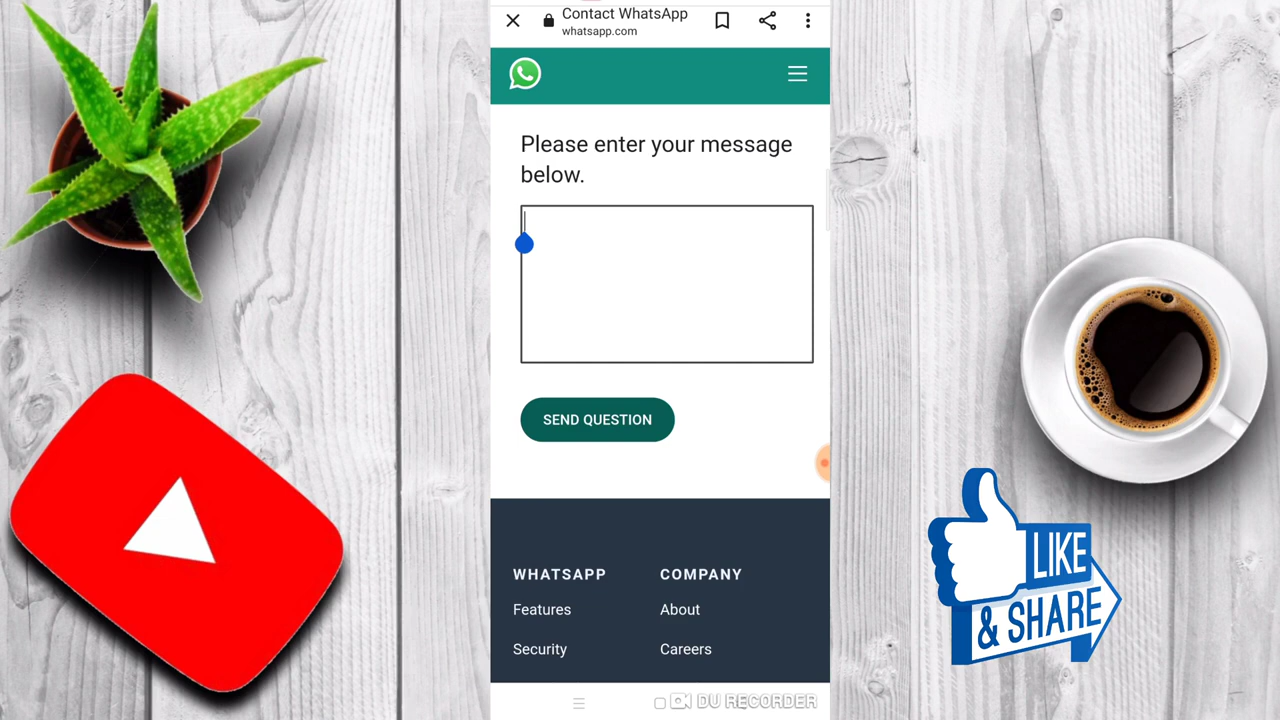 Contact WhatsApp
whatsapp.com
Please enter your message
below.
SEND QUESTION
WHATSAPP
COMPANY
Features
About
Security
Careers
DU RECORDER
LIKE
& SHARE